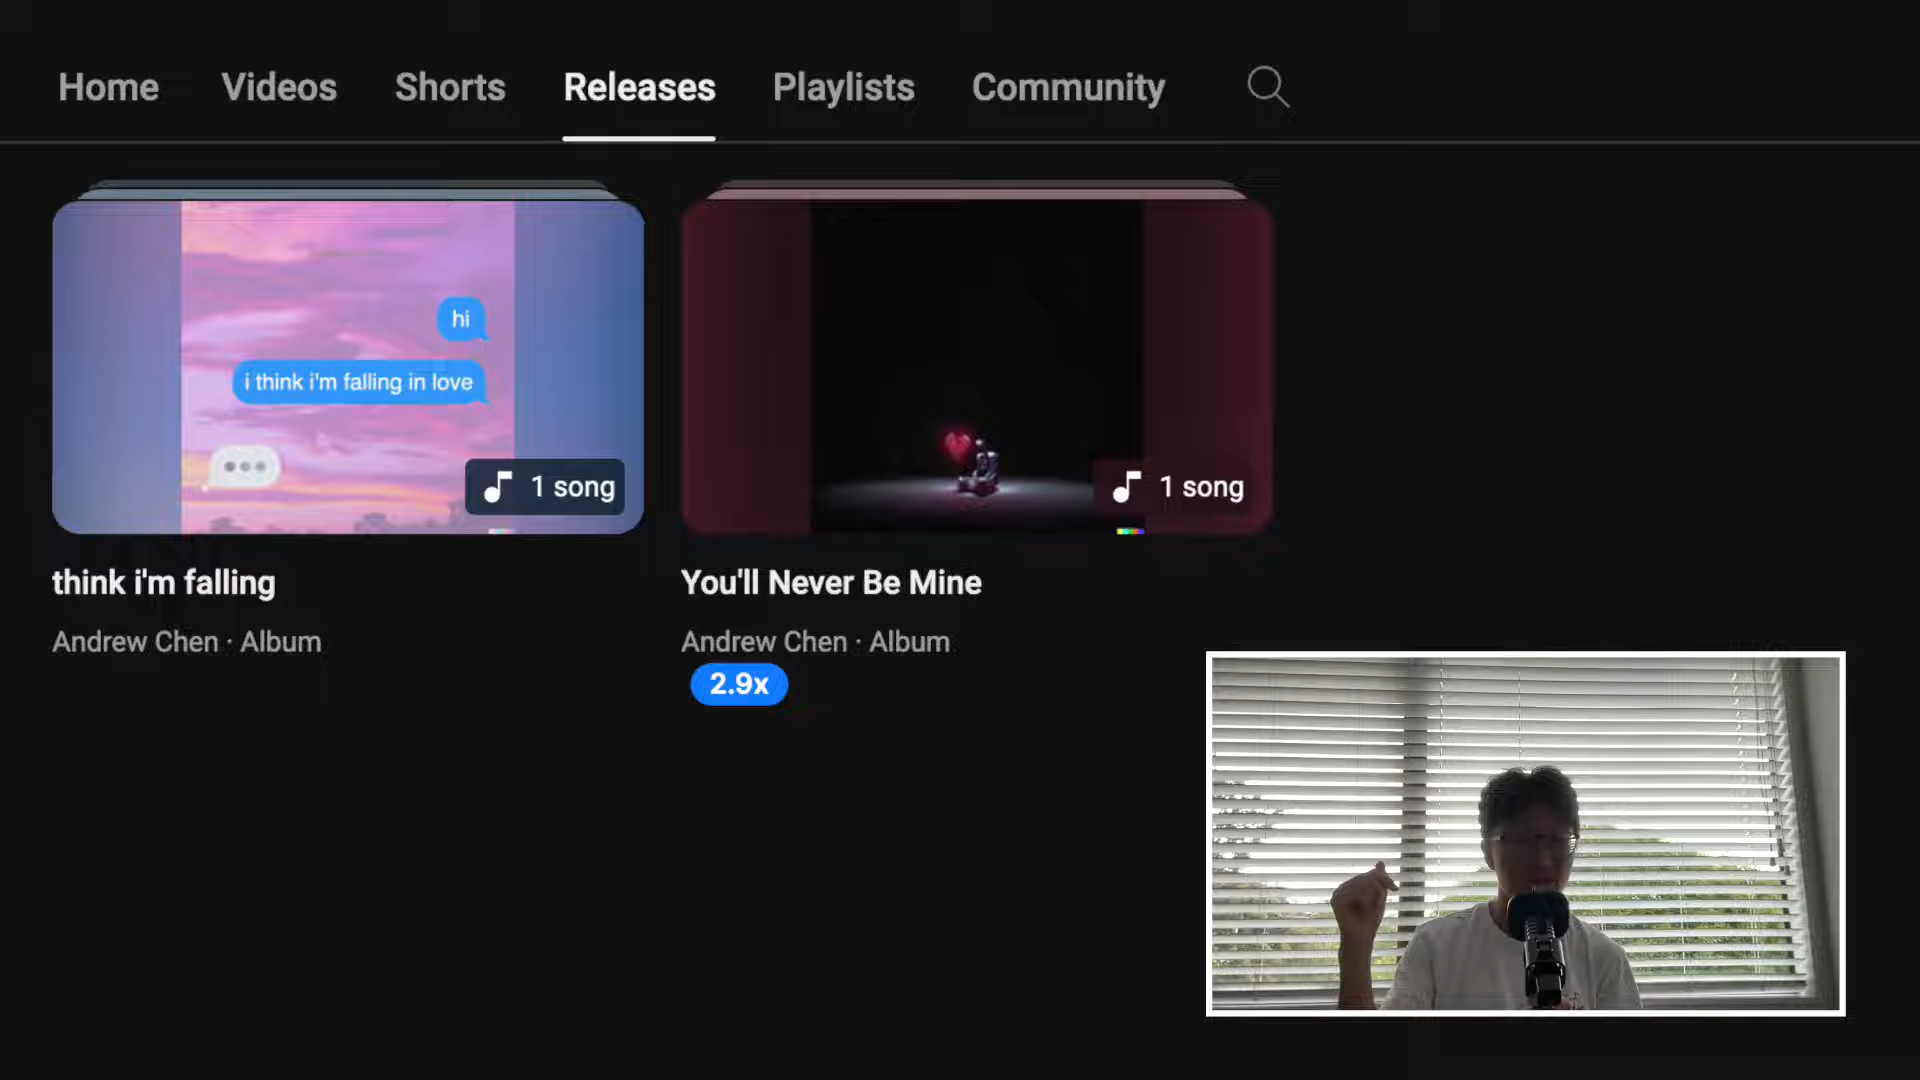 Home Videos Shorts Releases Playlists Community
hi
i think i'm falling in love
1 song
1 song
think i'm falling
You'll Never Be Mine
Andrew Chen · Album
Andrew Chen · Album
2.9x